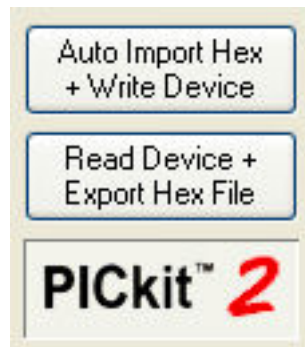 Auto Import Hex
+ Write Device
Read Device +
Export Hex File
PICkit™ 2